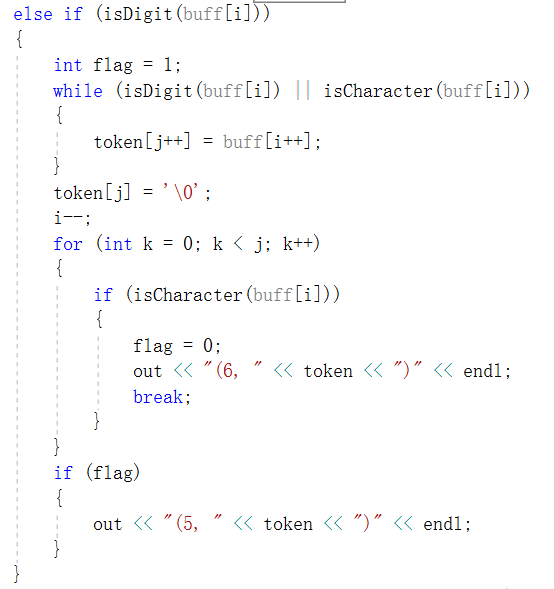 else if (isDigit(buff[i]))
{
    int flag = 1;
    while (isDigit(buff[i]) || isCharacter(buff[i]))
    {
        token[j++] = buff[i++];
    }
    token[j] = '\0';
    i--;
    for (int k = 0; k < j; k++)
    {
        if (isCharacter(buff[i]))
        {
            flag = 0;
            out << "(6, " << token << ")" << endl;
            break;
        }
    }
    if (flag)
    {
        out << "(5, " << token << ")" << endl;
    }
}